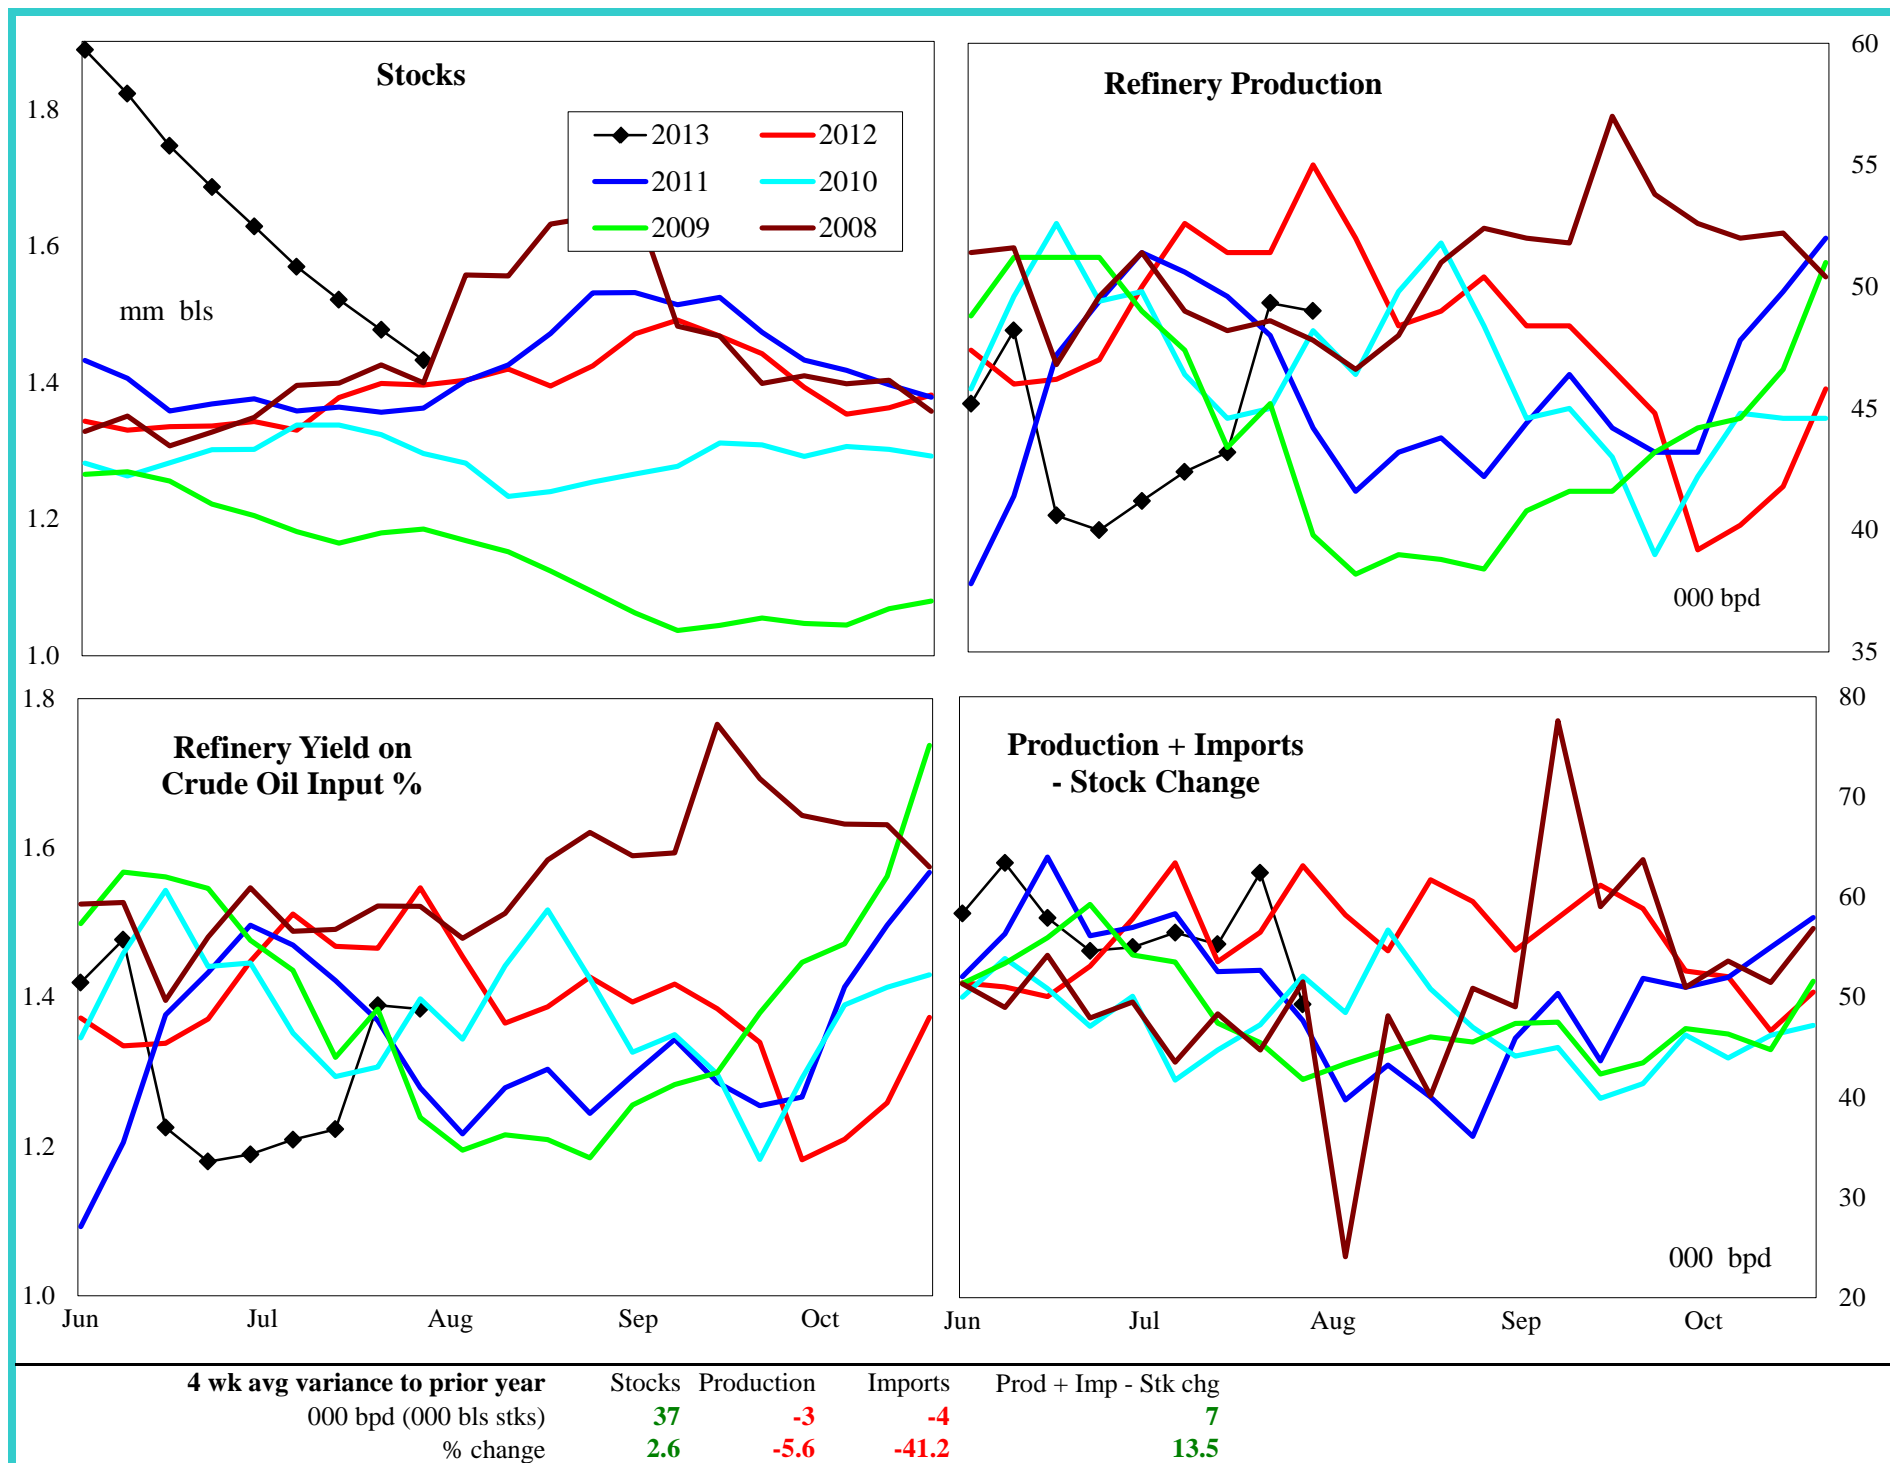 Stocks
1.8
1.6
1.4
1.2
1.0
mm bls
2013 2012
2011 2010
2009 2008
Refinery Production
60
55
50
45
40
35
000 bpd
Refinery Yield on
Crude Oil Input %
1.8
1.6
1.4
1.2
1.0
Jun Jul Aug Sep Oct
Production + Imports
- Stock Change
80
70
60
50
40
30
20
000 bpd
Jun Jul Aug Sep Oct
4 wk avg variance to prior year Stocks Production Imports Prod + Imp - Stk chg
000 bpd (000 bls stks) 37 -3 -4 7
% change 2.6 -5.6 -41.2 13.5